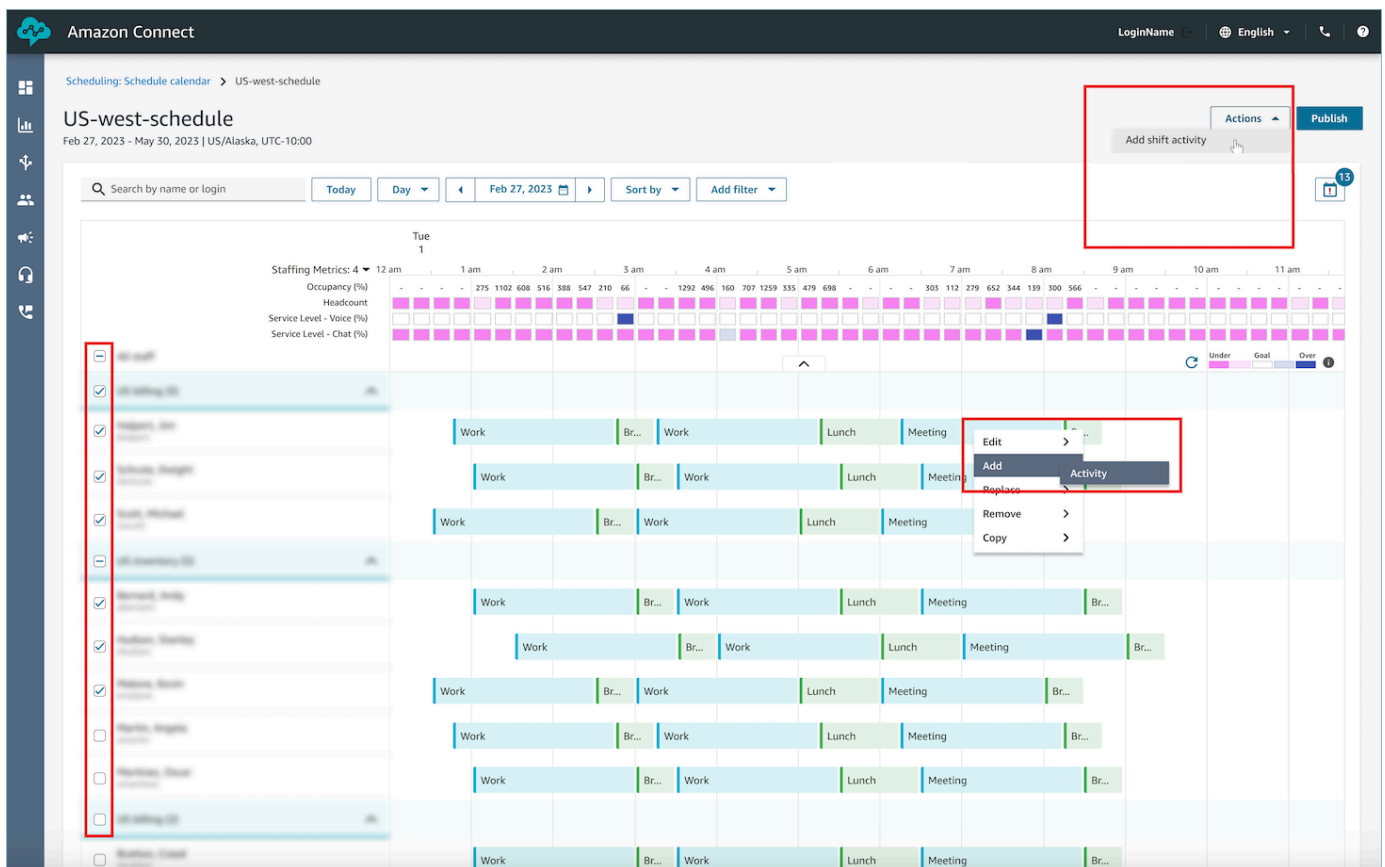 Amazon Connect LoginName English
Scheduling: Schedule calendar > US-west-schedule
US-west-schedule Actions Publish
Feb 27, 2023 - May 30, 2023 | US/Alaska, UTC-10:00
Add shift activity
Search by name or login Today Day Feb 27, 2023 Sort by Add filter 13
Tue
1
Staffing Metrics: 4 12 am 1 am 2 am 3 am 4 am 5 am 6 am 7 am 8 am 9 am 10 am 11 am
Occupancy (%) - - - - 275 1102 608 516 388 547 210 66 - - 1292 496 160 707 1259 335 479 698 - - - - 303 112 279 652 344 139 300 566 - - - - - - - - - - - - -
Headcount
Service Level - Voice (%)
Service Level - Chat (%)
Under Goal Over
Work Br... Work Lunch Meeting
Edit
Add Activity
Work Br... Work Lunch Meeting
Replace
Remove
Work Br... Work Lunch Meeting
Copy
Work Br... Work Lunch Meeting Br...
Work Br... Work Lunch Meeting Br...
Work Br... Work Lunch Meeting Br...
Work Br... Work Lunch Meeting Br...
Work Br... Work Lunch Meeting Br...
Work Br... Work Lunch Meeting Br...